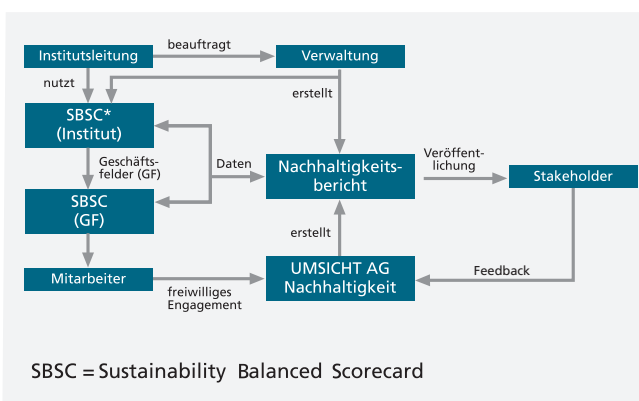 beauftragt
Institutsleitung
Verwaltung
nutzt
erstellt
SBSC*
(Institut)
Geschäfts-
felder (GF)
Daten
Nachhaltigkeits-
bericht
Veröffent-
lichung
Stakeholder
SBSC
(GF)
erstellt
Mitarbeiter
freiwilliges
Engagement
UMSICHT AG
Nachhaltigkeit
Feedback
SBSC = Sustainability Balanced Scorecard